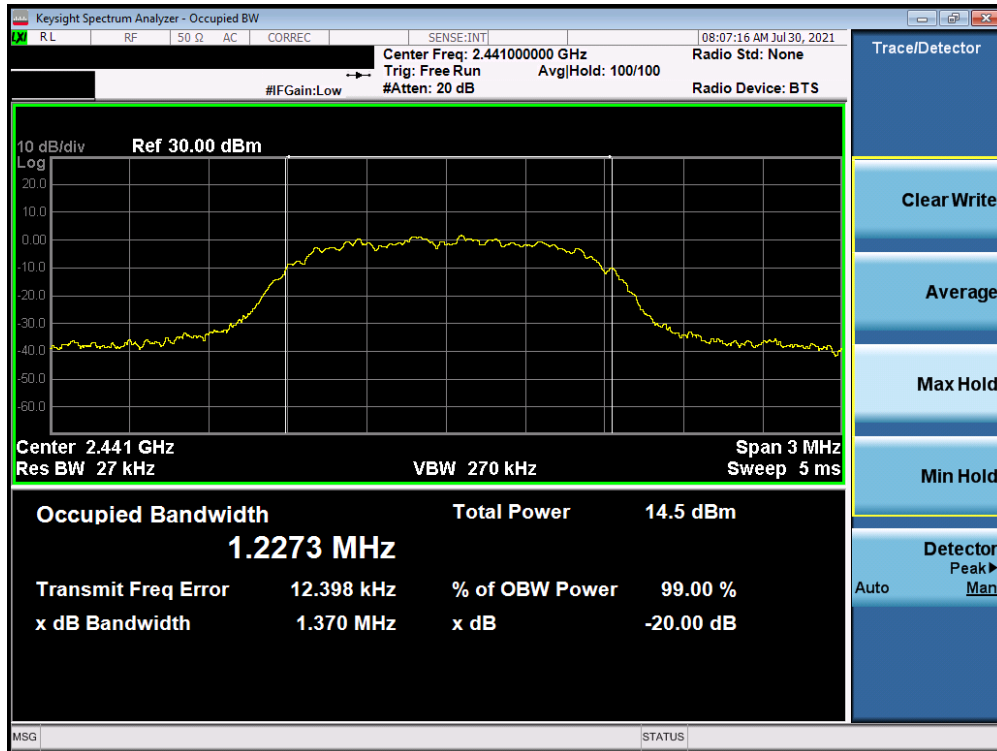 Keysight Spectrum Analyzer - Occupied BW
LXI RL RF 50 Ω AC CORREC SENSE:INT 08:07:16 AM Jul 30, 2021
Center Freq: 2.441000000 GHz Radio Std: None
Trig: Free Run Avg|Hold: 100/100
#IFGain:Low #Atten: 20 dB Radio Device: BTS
10 dB/div Ref 30.00 dBm
Log
20.0
10.0
0.00
-10.0
-20.0
-30.0
-40.0
-50.0
-60.0
Center 2.441 GHz Span 3 MHz
Res BW 27 kHz VBW 270 kHz Sweep 5 ms
Occupied Bandwidth Total Power 14.5 dBm
1.2273 MHz
Transmit Freq Error 12.398 kHz % of OBW Power 99.00 %
x dB Bandwidth 1.370 MHz x dB -20.00 dB
MSG STATUS
Trace/Detector
Clear Write
Average
Max Hold
Min Hold
Detector
Peak▶
Auto Man